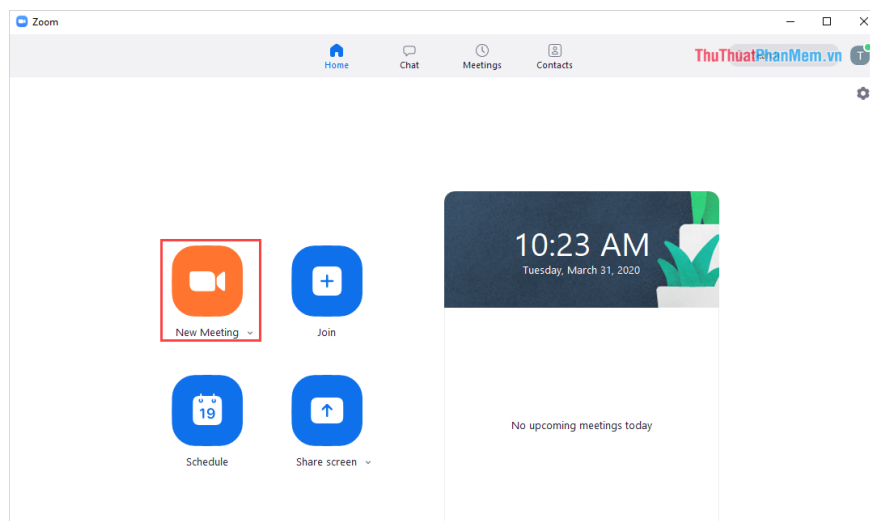 Zoom
Home
Chat
Meetings
Contacts
ThuThuatPhanMem.vn
T
10:23 AM
Tuesday, March 31, 2020
New Meeting
Join
19
Schedule
Share screen
No upcoming meetings today